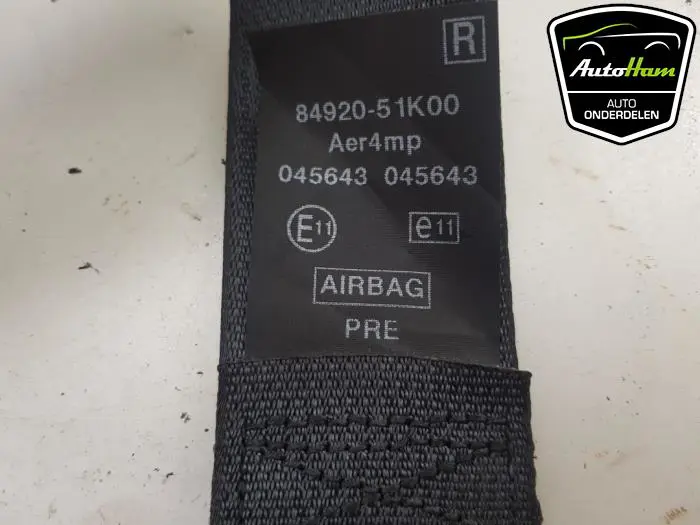 R
84920-51K00
Aer4mp
045643 045643
E11 e11
AIRBAG
PRE
AutoHam
AUTO
ONDERDELEN